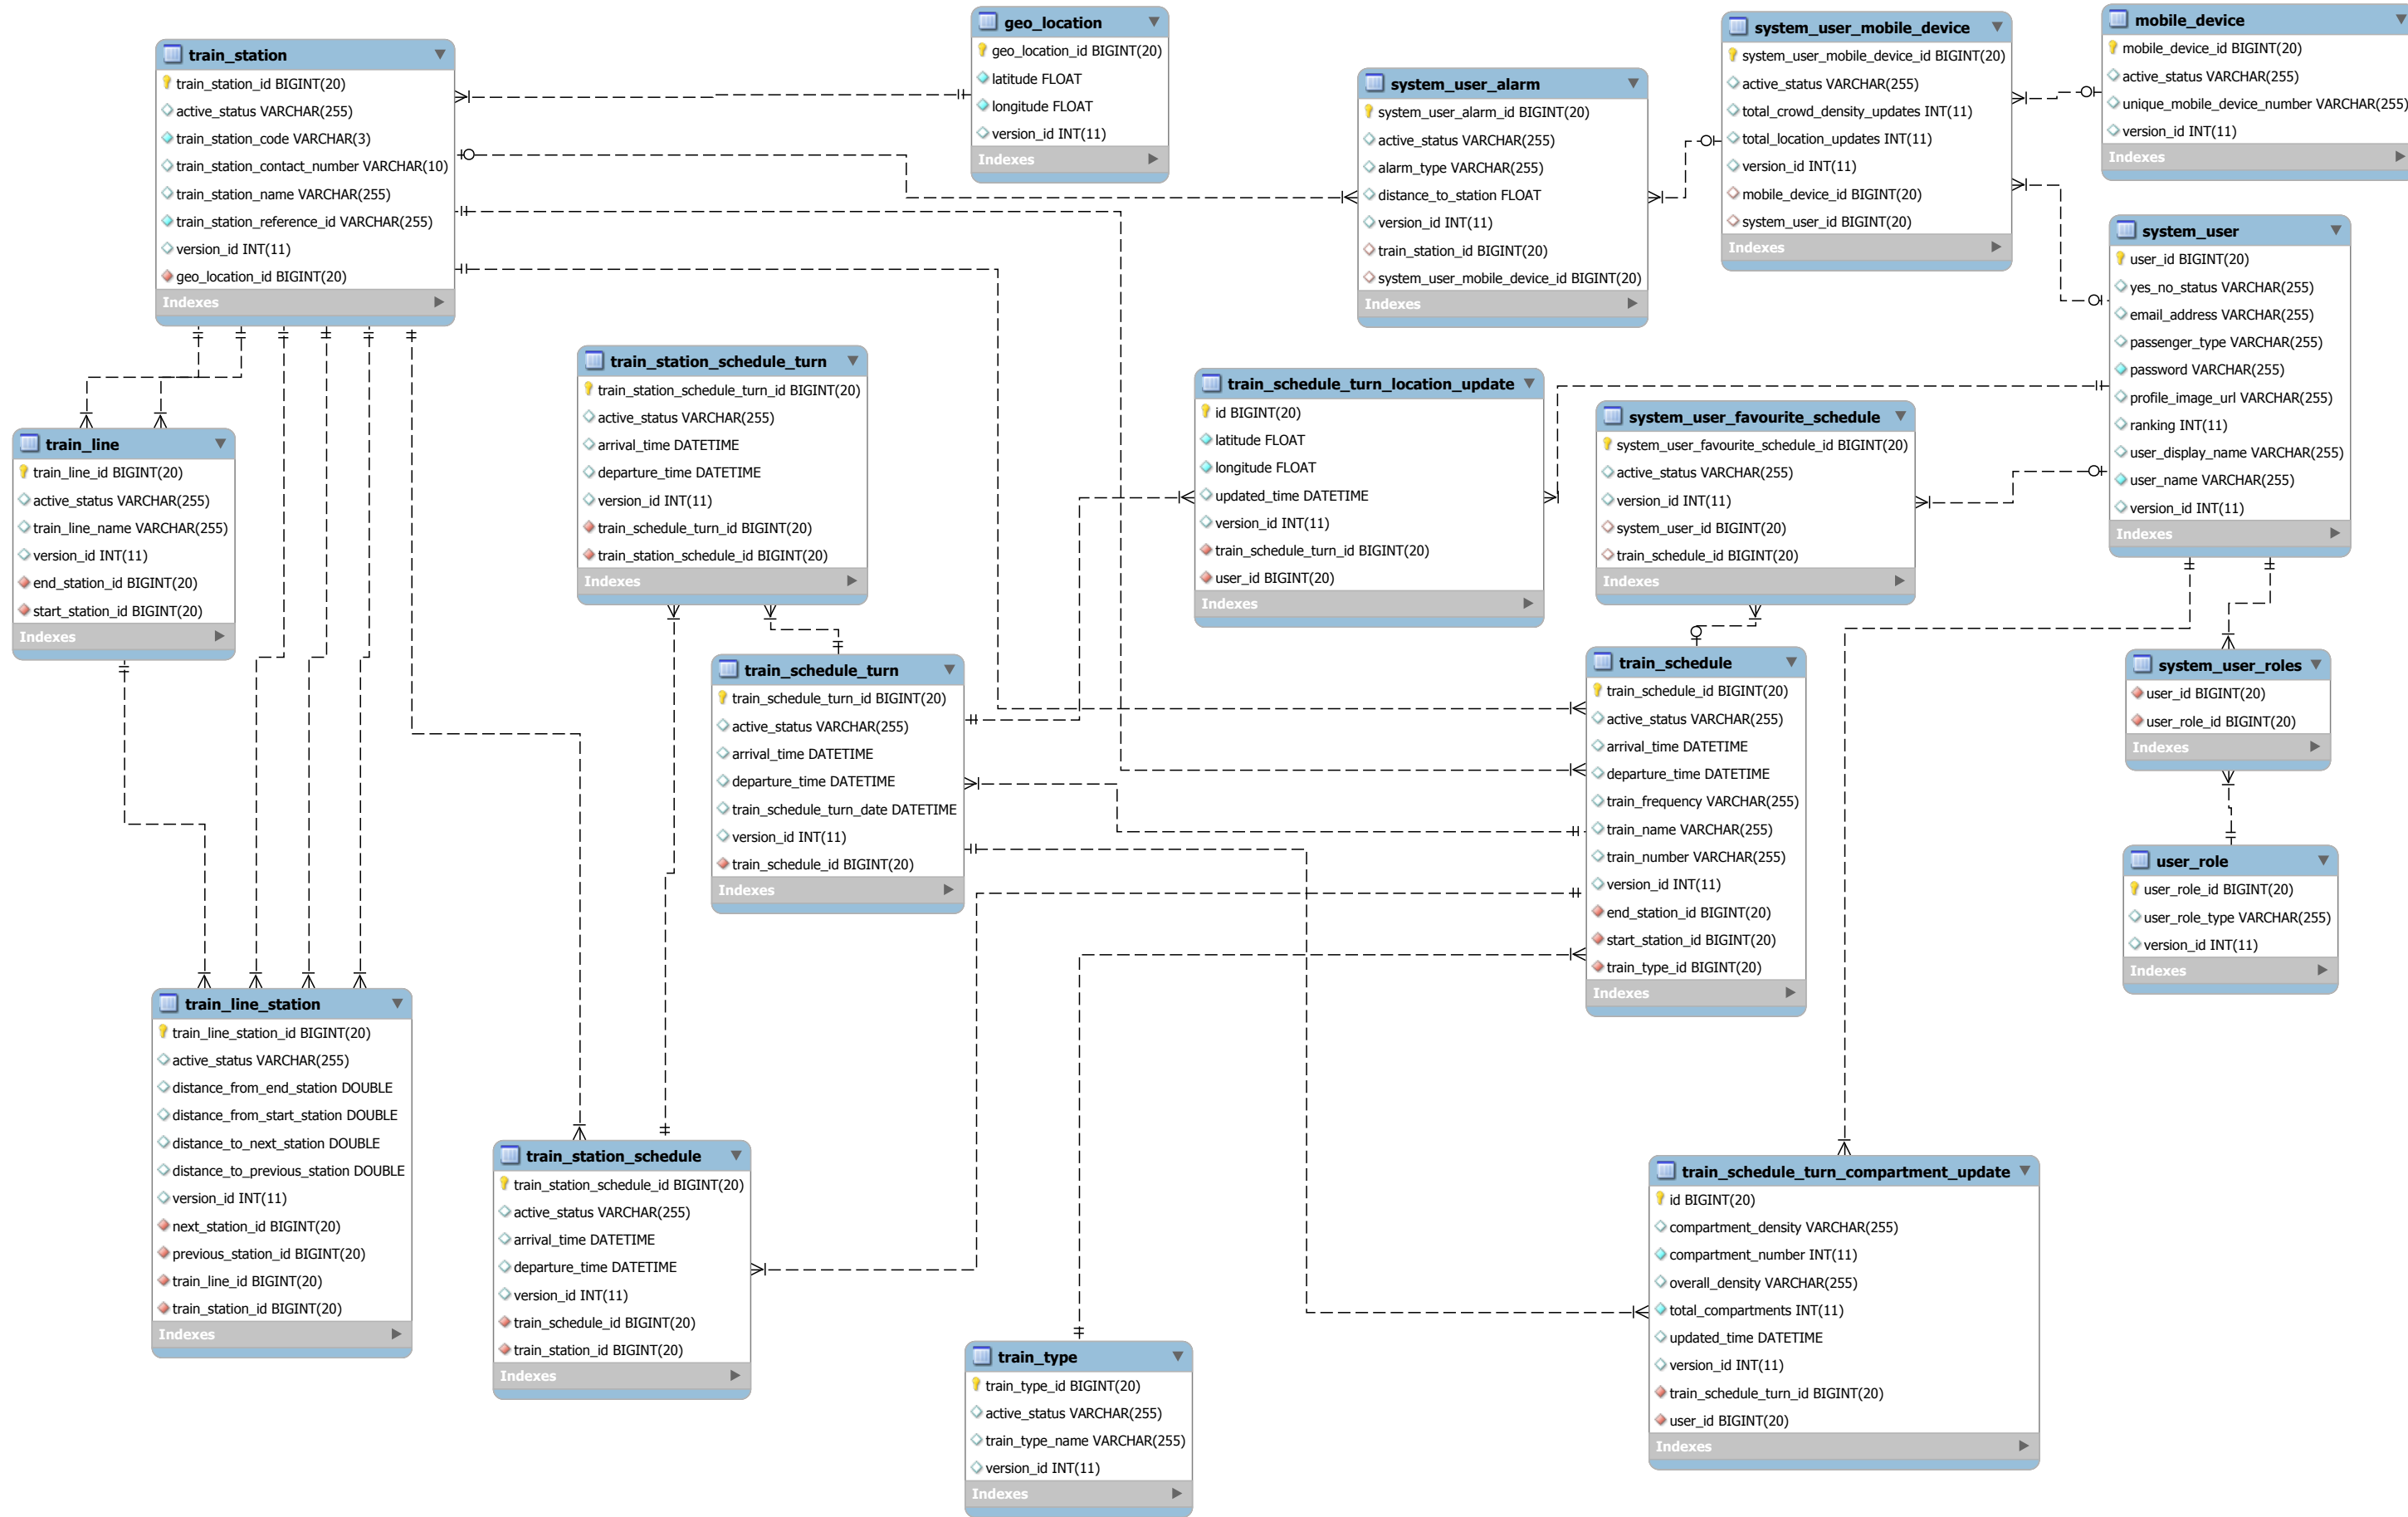 train_station
train_station_id BIGINT(20)
active_status VARCHAR(255)
train_station_code VARCHAR(3)
train_station_contact_number VARCHAR(10)
train_station_name VARCHAR(255)
train_station_reference_id VARCHAR(255)
version_id INT(11)
geo_location_id BIGINT(20)
Indexes
geo_location
geo_location_id BIGINT(20)
latitude FLOAT
longitude FLOAT
version_id INT(11)
Indexes
system_user_alarm
system_user_alarm_id BIGINT(20)
active_status VARCHAR(255)
alarm_type VARCHAR(255)
distance_to_station FLOAT
version_id INT(11)
train_station_id BIGINT(20)
system_user_mobile_device_id BIGINT(20)
Indexes
system_user_mobile_device
system_user_mobile_device_id BIGINT(20)
active_status VARCHAR(255)
total_crowd_density_updates INT(11)
total_location_updates INT(11)
version_id INT(11)
mobile_device_id BIGINT(20)
system_user_id BIGINT(20)
Indexes
mobile_device
mobile_device_id BIGINT(20)
active_status VARCHAR(255)
unique_mobile_device_number VARCHAR(255)
version_id INT(11)
Indexes
system_user
user_id BIGINT(20)
yes_no_status VARCHAR(255)
email_address VARCHAR(255)
passenger_type VARCHAR(255)
password VARCHAR(255)
profile_image_url VARCHAR(255)
ranking INT(11)
user_display_name VARCHAR(255)
user_name VARCHAR(255)
version_id INT(11)
Indexes
train_line
train_line_id BIGINT(20)
active_status VARCHAR(255)
train_line_name VARCHAR(255)
version_id INT(11)
end_station_id BIGINT(20)
start_station_id BIGINT(20)
Indexes
train_station_schedule_turn
train_station_schedule_turn_id BIGINT(20)
active_status VARCHAR(255)
arrival_time DATETIME
departure_time DATETIME
version_id INT(11)
train_schedule_turn_id BIGINT(20)
train_station_schedule_id BIGINT(20)
Indexes
train_schedule_turn_location_update
id BIGINT(20)
latitude FLOAT
longitude FLOAT
updated_time DATETIME
version_id INT(11)
train_schedule_turn_id BIGINT(20)
user_id BIGINT(20)
Indexes
system_user_favourite_schedule
system_user_favourite_schedule_id BIGINT(20)
active_status VARCHAR(255)
version_id INT(11)
system_user_id BIGINT(20)
train_schedule_id BIGINT(20)
Indexes
train_schedule_turn
train_schedule_turn_id BIGINT(20)
active_status VARCHAR(255)
arrival_time DATETIME
departure_time DATETIME
train_schedule_turn_date DATETIME
version_id INT(11)
train_schedule_id BIGINT(20)
Indexes
train_schedule
train_schedule_id BIGINT(20)
active_status VARCHAR(255)
arrival_time DATETIME
departure_time DATETIME
train_frequency VARCHAR(255)
train_name VARCHAR(255)
train_number VARCHAR(255)
version_id INT(11)
end_station_id BIGINT(20)
start_station_id BIGINT(20)
train_type_id BIGINT(20)
Indexes
system_user_roles
user_id BIGINT(20)
user_role_id BIGINT(20)
Indexes
user_role
user_role_id BIGINT(20)
user_role_type VARCHAR(255)
version_id INT(11)
Indexes
train_line_station
train_line_station_id BIGINT(20)
active_status VARCHAR(255)
distance_from_end_station DOUBLE
distance_from_start_station DOUBLE
distance_to_next_station DOUBLE
distance_to_previous_station DOUBLE
version_id INT(11)
next_station_id BIGINT(20)
previous_station_id BIGINT(20)
train_line_id BIGINT(20)
train_station_id BIGINT(20)
Indexes
train_station_schedule
train_station_schedule_id BIGINT(20)
active_status VARCHAR(255)
arrival_time DATETIME
departure_time DATETIME
version_id INT(11)
train_schedule_id BIGINT(20)
train_station_id BIGINT(20)
Indexes
train_type
train_type_id BIGINT(20)
active_status VARCHAR(255)
train_type_name VARCHAR(255)
version_id INT(11)
Indexes
train_schedule_turn_compartment_update
id BIGINT(20)
compartment_density VARCHAR(255)
compartment_number INT(11)
overall_density VARCHAR(255)
total_compartments INT(11)
updated_time DATETIME
version_id INT(11)
train_schedule_turn_id BIGINT(20)
user_id BIGINT(20)
Indexes